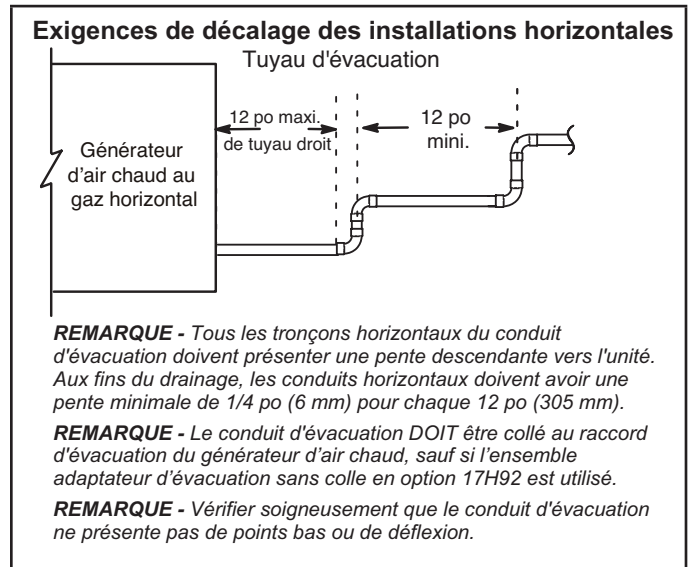 Exigences de décalage des installations horizontales
Tuyau d'évacuation
12 po maxi.
de tuyau droit
12 po
mini.
Générateur
d'air chaud au
gaz horizontal
REMARQUE - Tous les tronçons horizontaux du conduit
d'évacuation doivent présenter une pente descendante vers l'unité.
Aux fins du drainage, les conduits horizontaux doivent avoir une
pente minimale de 1/4 po (6 mm) pour chaque 12 po (305 mm).
REMARQUE - Le conduit d'évacuation DOIT être collé au raccord
d'évacuation du générateur d'air chaud, sauf si l'ensemble
adaptateur d'évacuation sans colle en option 17H92 est utilisé.
REMARQUE - Vérifier soigneusement que le conduit d'évacuation
ne présente pas de points bas ou de déflexion.